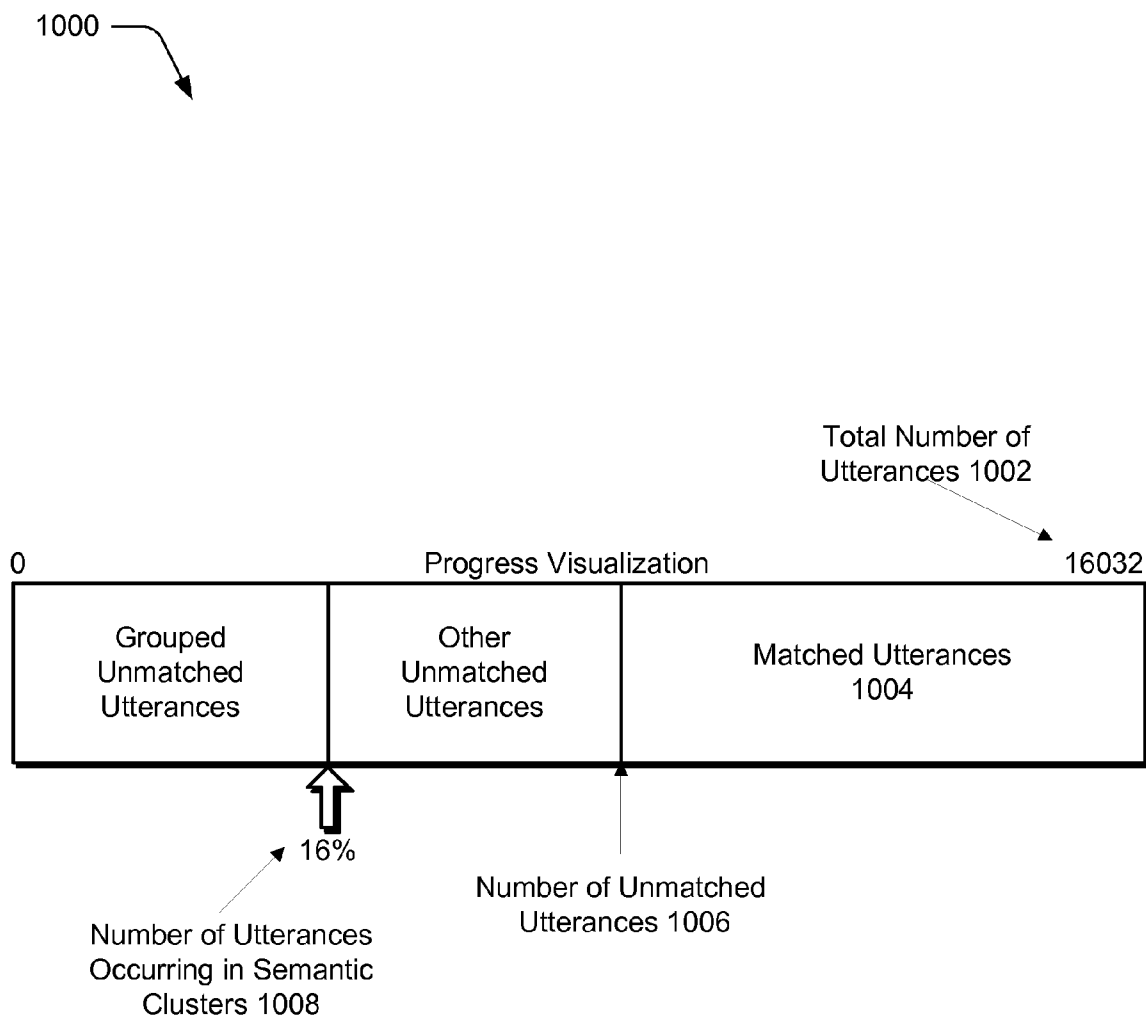 1000
Total Number of
Utterances 1002
0 Progress Visualization 16032
Grouped
Unmatched
Utterances
Other
Unmatched
Utterances
Matched Utterances
1004
16%
Number of Utterances
Occurring in Semantic
Clusters 1008
Number of Unmatched
Utterances 1006